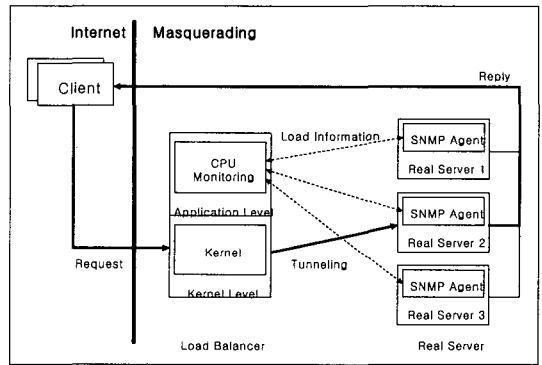 Internet
Masquerading
Reply
Client
Load Information
SNMP Agent
Real Server 1
CPU
Monitoring
Application Level
SNMP Agent
Real Server 2
Kernel
Tunneling
Request
Kernel Level
SNMP Agent
Real Server 3
Load Balancer
Real Server